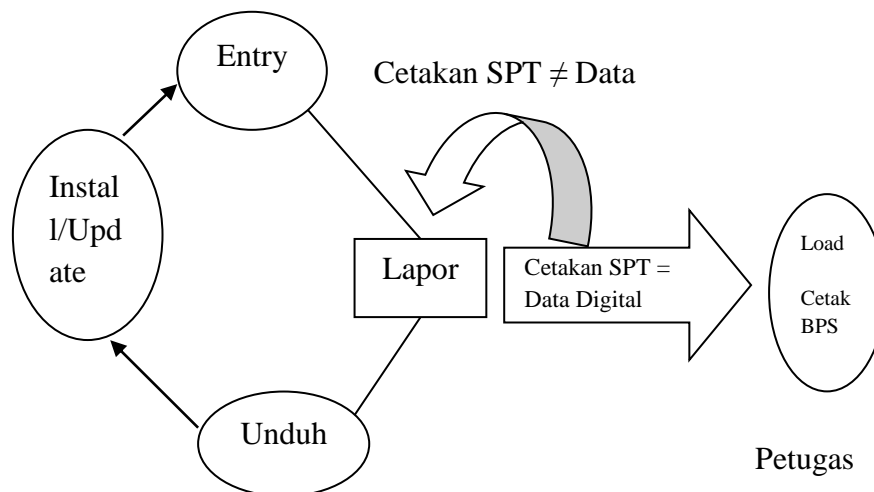 Entry
Cetakan SPT ≠ Data
Instal
l/Upd
ate
Lapor
Cetakan SPT =
Data Digital
Load
Cetak
BPS
Unduh
Petugas